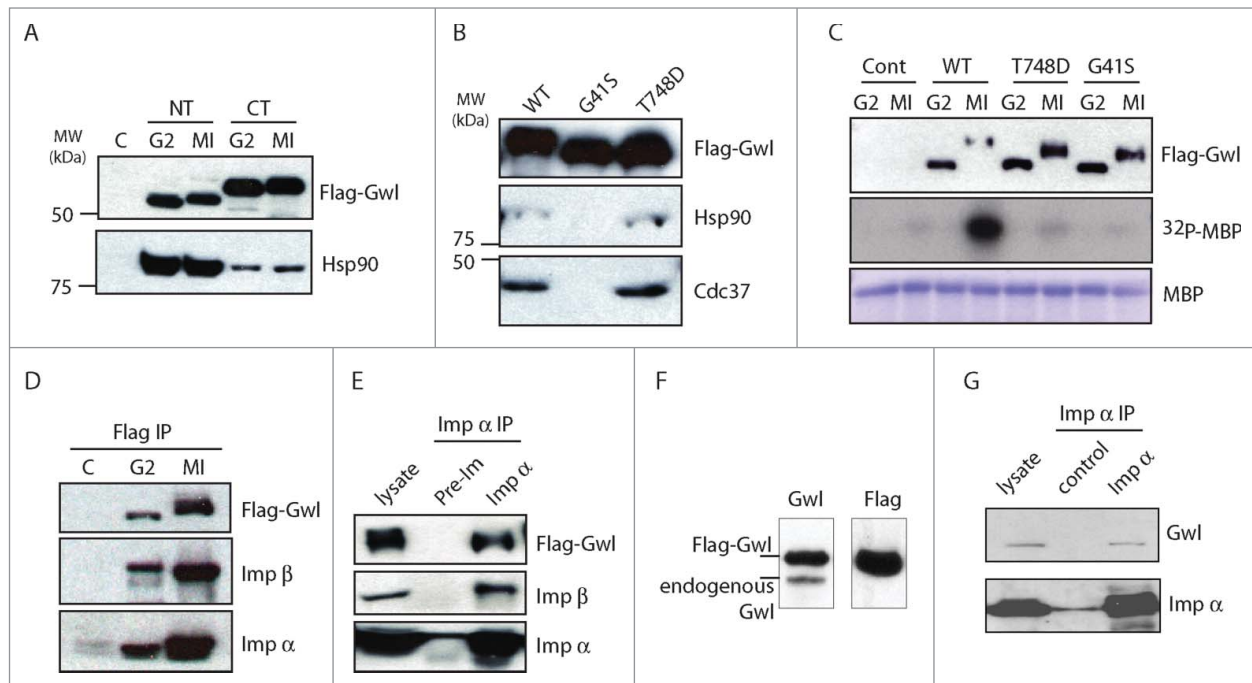 A
NT CT
MW
(kDa)
C G2 MI G2 MI
Flag-Gwl
50
Hsp90
75
B
MW
(kDa)
WT G41S T748D
Flag-Gwl
Hsp90
75
50
Cdc37
C
Cont WT T748D G41S
G2 MI G2 MI G2 MI G2 MI
Flag-Gwl
32P-MBP
MBP
D
Flag IP
C G2 MI
Flag-Gwl
Imp β
Imp α
E
Imp α IP
lysate Pre-Im Imp α
Flag-Gwl
Imp β
Imp α
F
Gwl Flag
Flag-Gwl
endogenous
Gwl
G
Imp α IP
lysate control Imp α
Gwl
Imp α